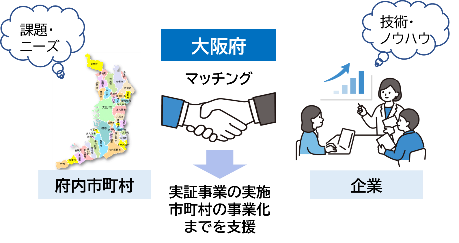 課題・
ニーズ
大阪府
技術・
ノウハウ
マッチング
府内市町村
企業
実証事業の実施
市町村の事業化
までを支援